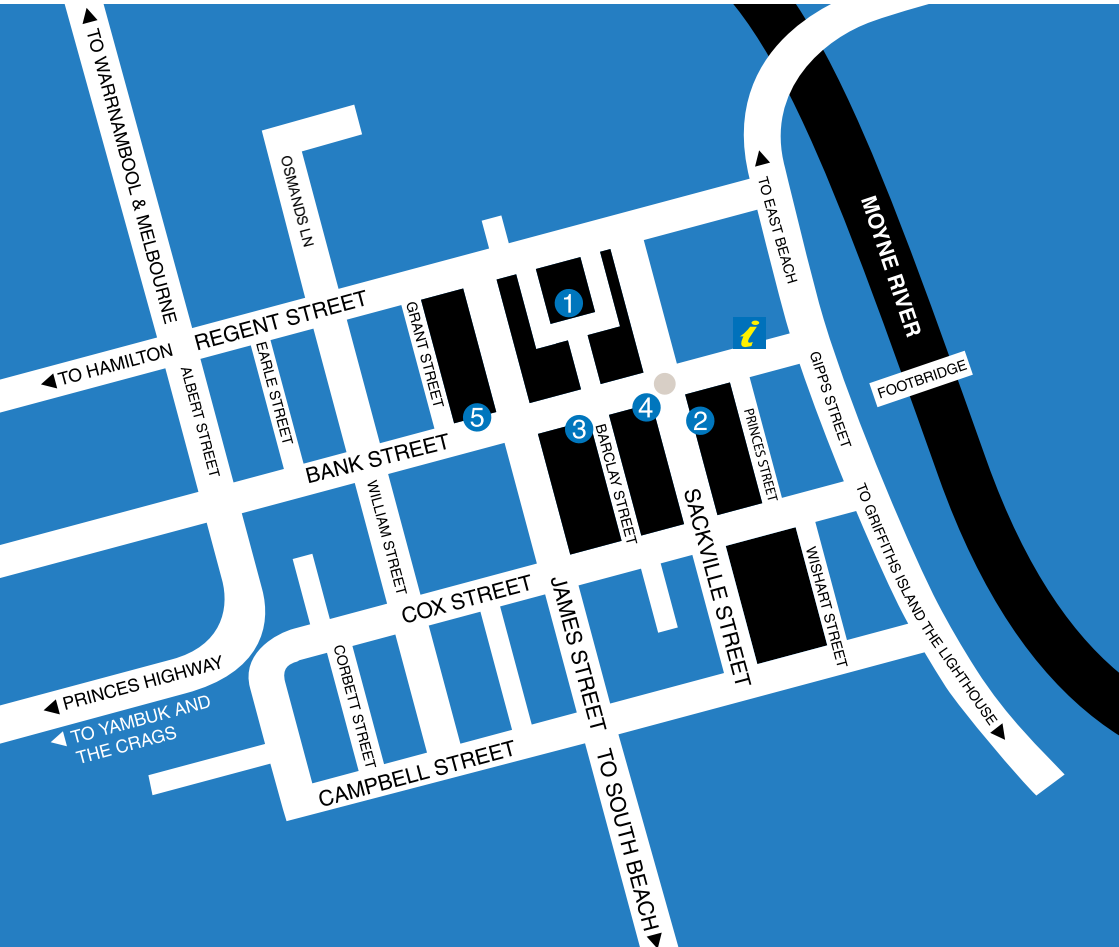 TO WARRNAMBOOL & MELBOURNE
OSMANDS LN
TO EAST BEACH
MOYNE RIVER
REGENT STREET
TO HAMILTON
GRANT STREET
EARLE STREET
ALBERT STREET
1
i
GIPPS STREET
FOOTBRIDGE
5
3
4
2
BANK STREET
BARCLAY STREET
PRINCES STREET
WILLIAM STREET
SACKVILLE STREET
TO GRIFFITHS ISLAND THE LIGHTHOUSE
COX STREET
JAMES STREET
WISHART STREET
PRINCES HIGHWAY
TO YAMBUK AND
THE CRAGS
CORBETT STREET
CAMPBELL STREET
TO SOUTH BEACH